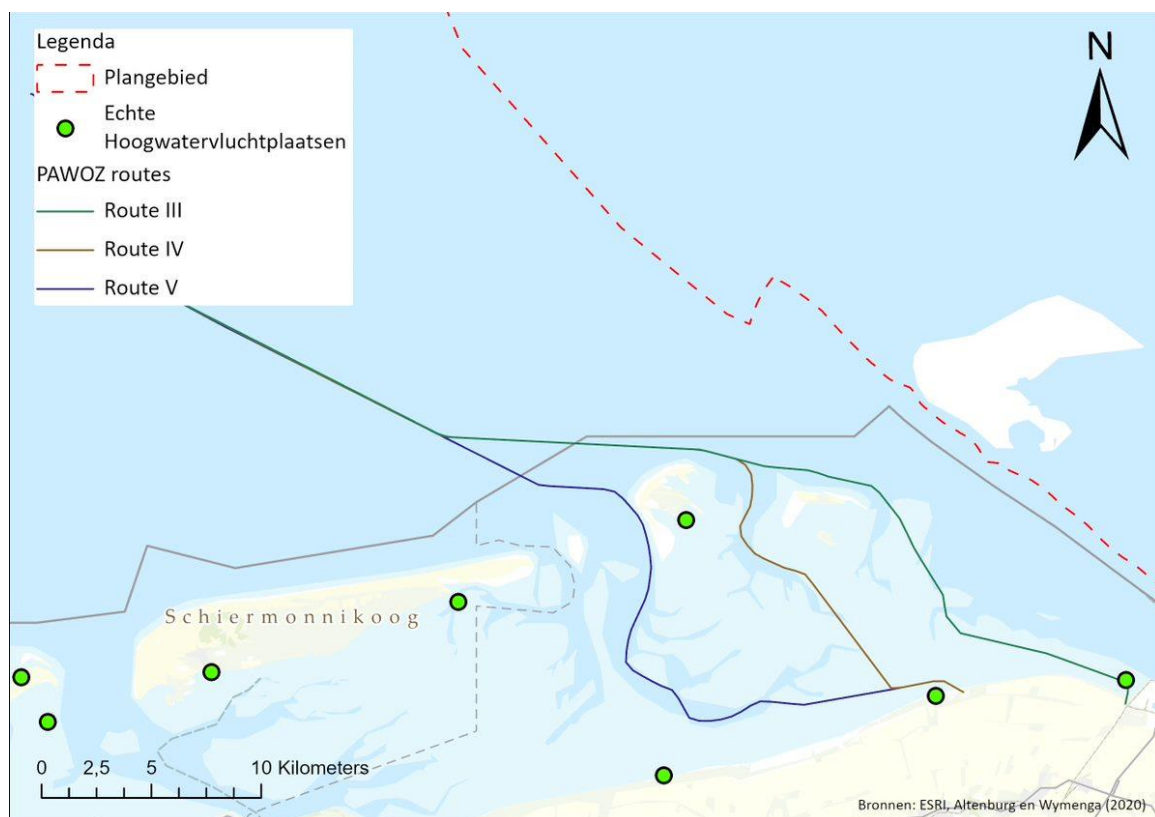 Legenda
Plangebied
Echte
Hoogwatervluchtplaatsen
PAWOZ routes
Route III
Route IV
Route V
N
Schiermonnikoog
0 2,5 5 10 Kilometers
Bronnen: ESRI, Altenburg en Wymenga (2020)